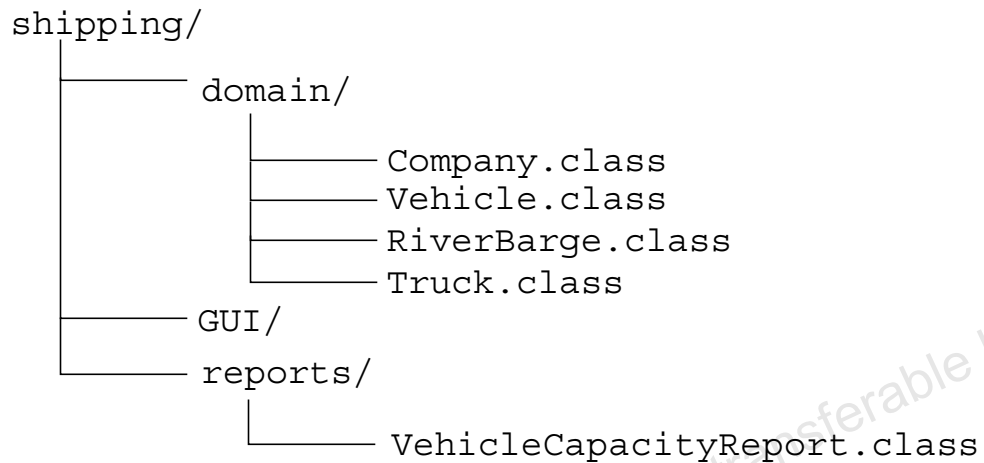 shipping/
domain/
Company.class
Vehicle.class
RiverBarge.class
Truck.class
GUI/
reports/
VehicleCapacityReport.class